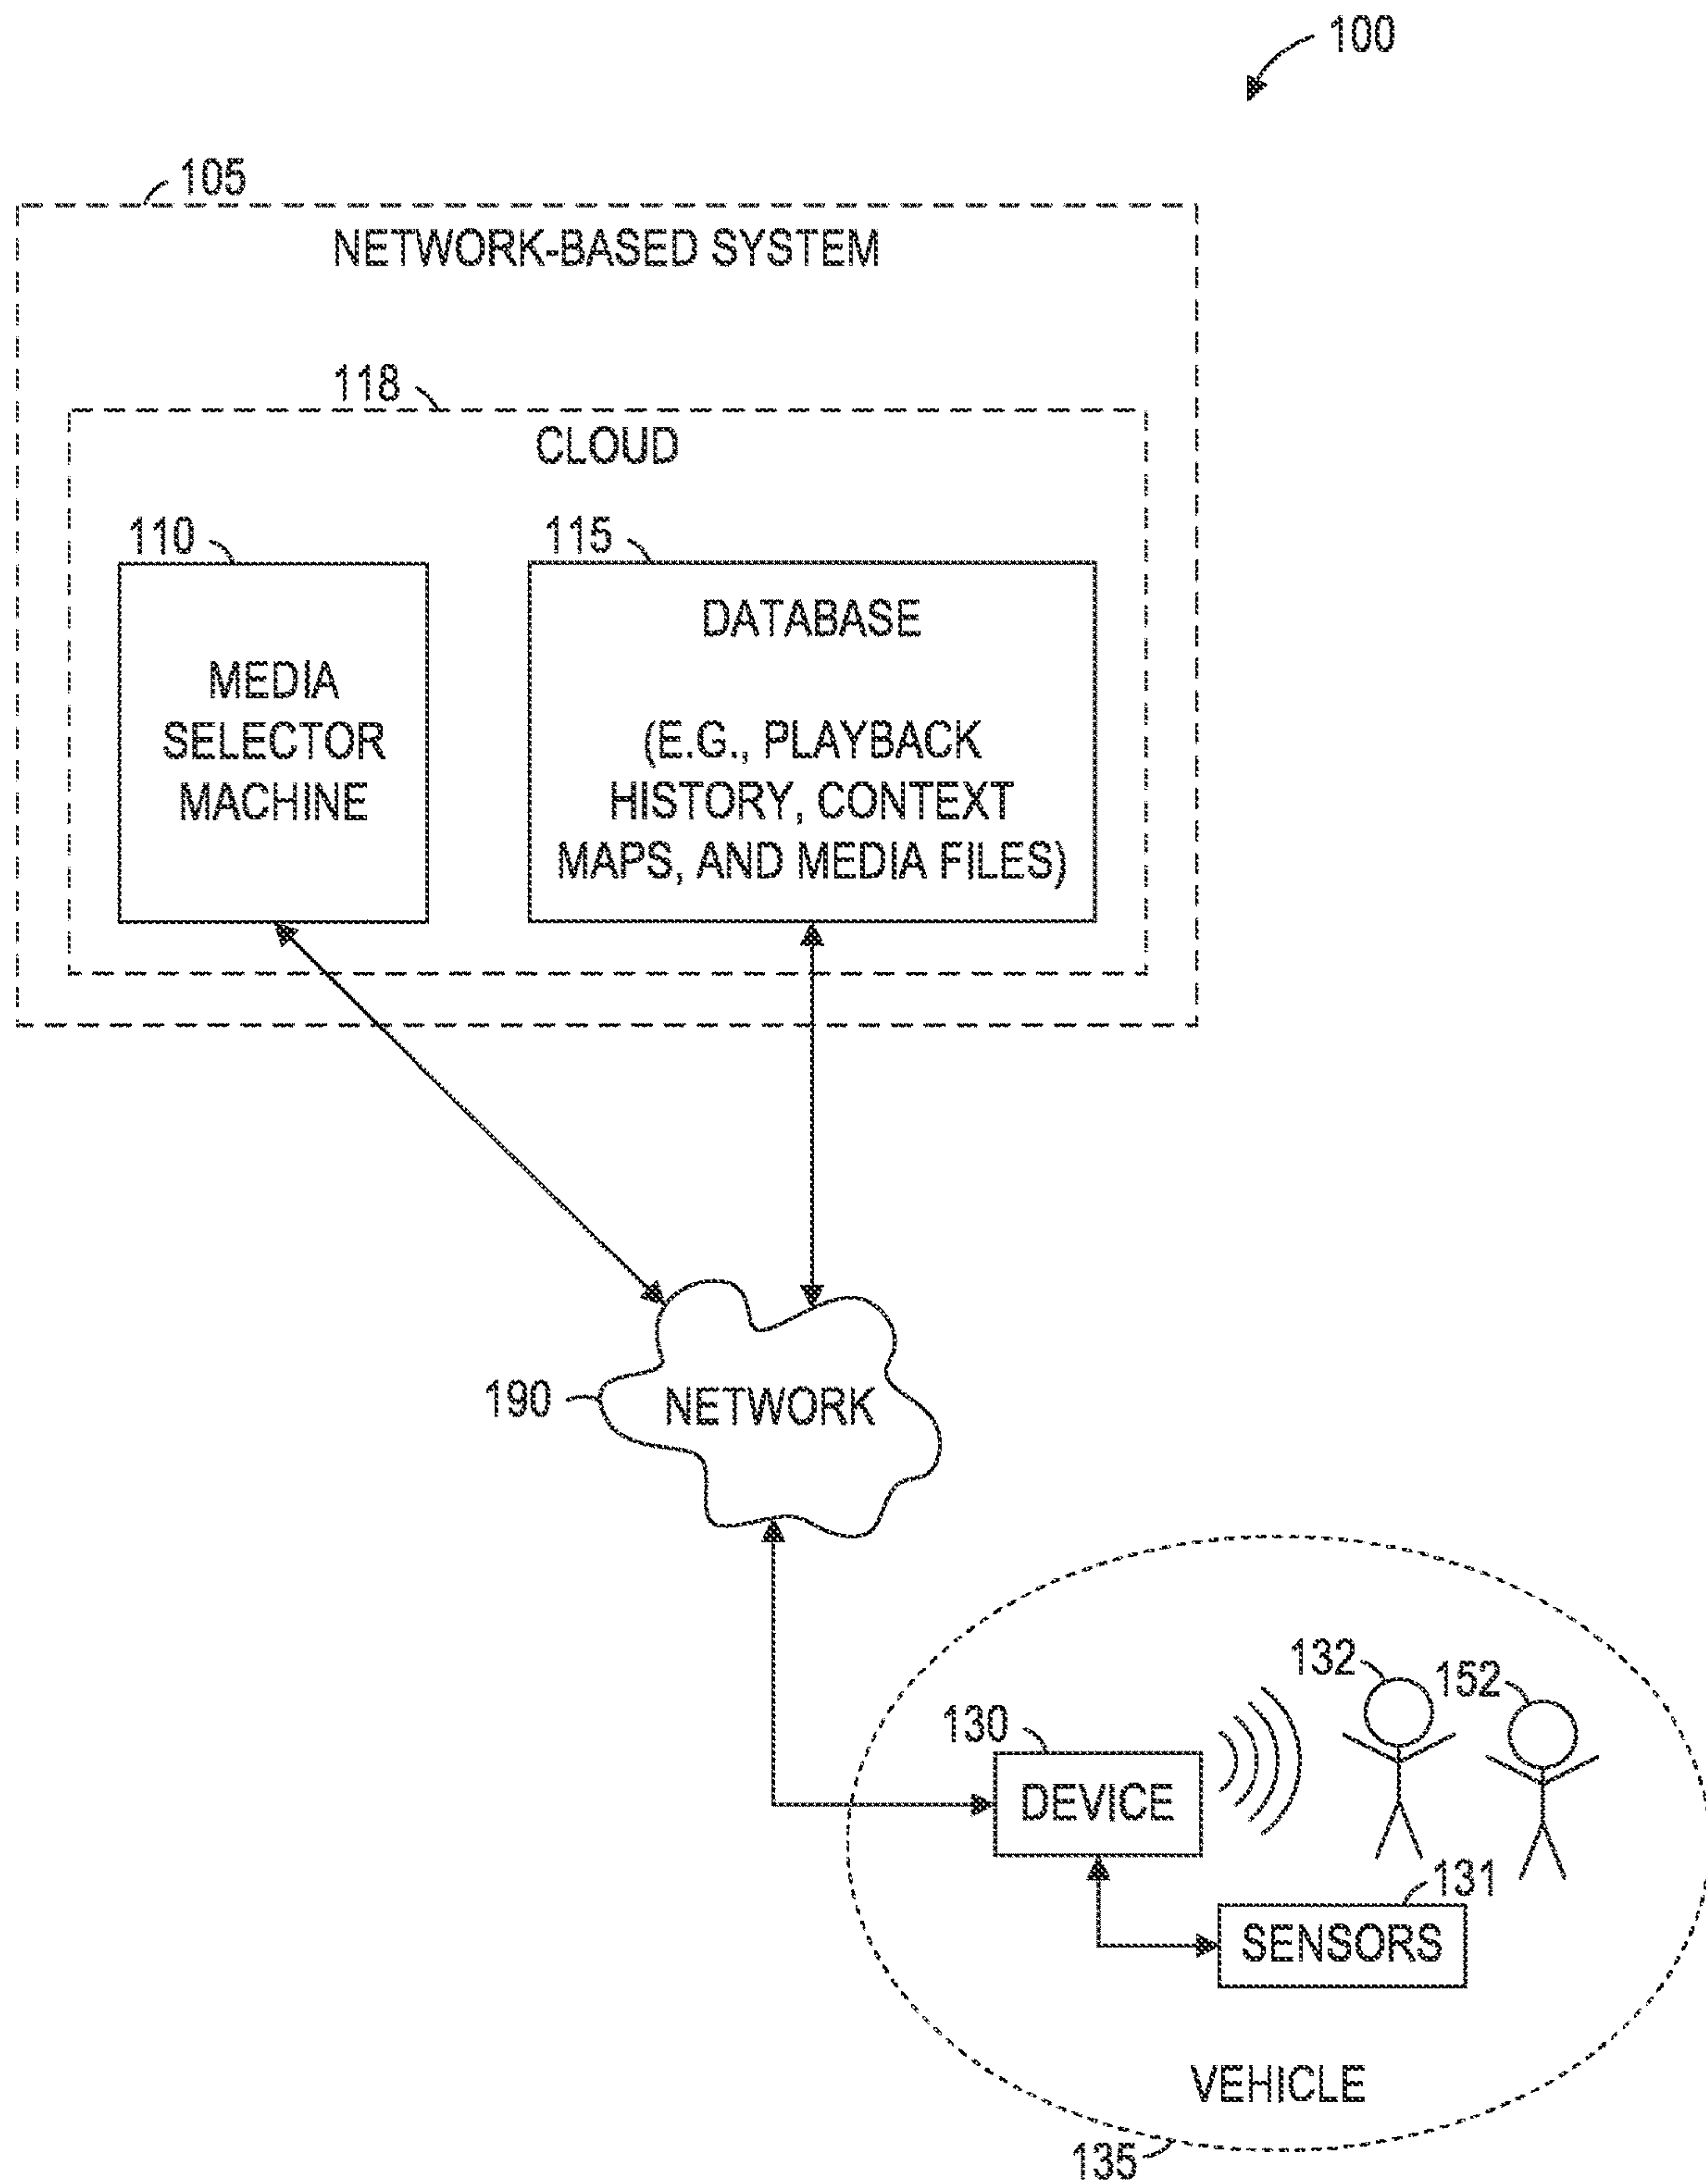 100
105
NETWORK-BASED SYSTEM
118
CLOUD
110
115
MEDIA
SELECTOR
MACHINE
DATABASE
(E.G., PLAYBACK
HISTORY, CONTEXT
MAPS, AND MEDIA FILES)
190
NETWORK
132
152
130
DEVICE
131
SENSORS
VEHICLE
135